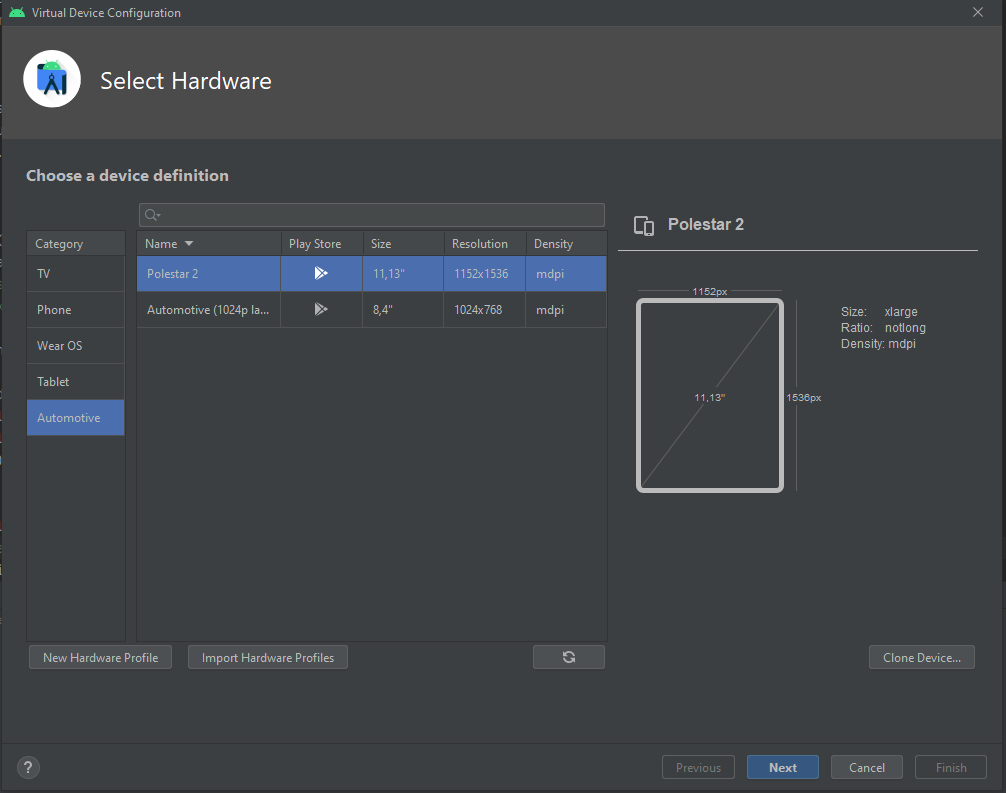 Virtual Device Configuration
Select Hardware
Choose a device definition
Category
TV
Phone
Wear OS
Tablet
Automotive
Name Play Store Size Resolution Density
Polestar 2 11,13" 1152x1536 mdpi
Automotive (1024p la... 8,4" 1024x768 mdpi
Polestar 2
1152px
11,13"
1536px
Size: xlarge
Ratio: notlong
Density: mdpi
New Hardware Profile
Import Hardware Profiles
Clone Device...
?
Previous
Next
Cancel
Finish